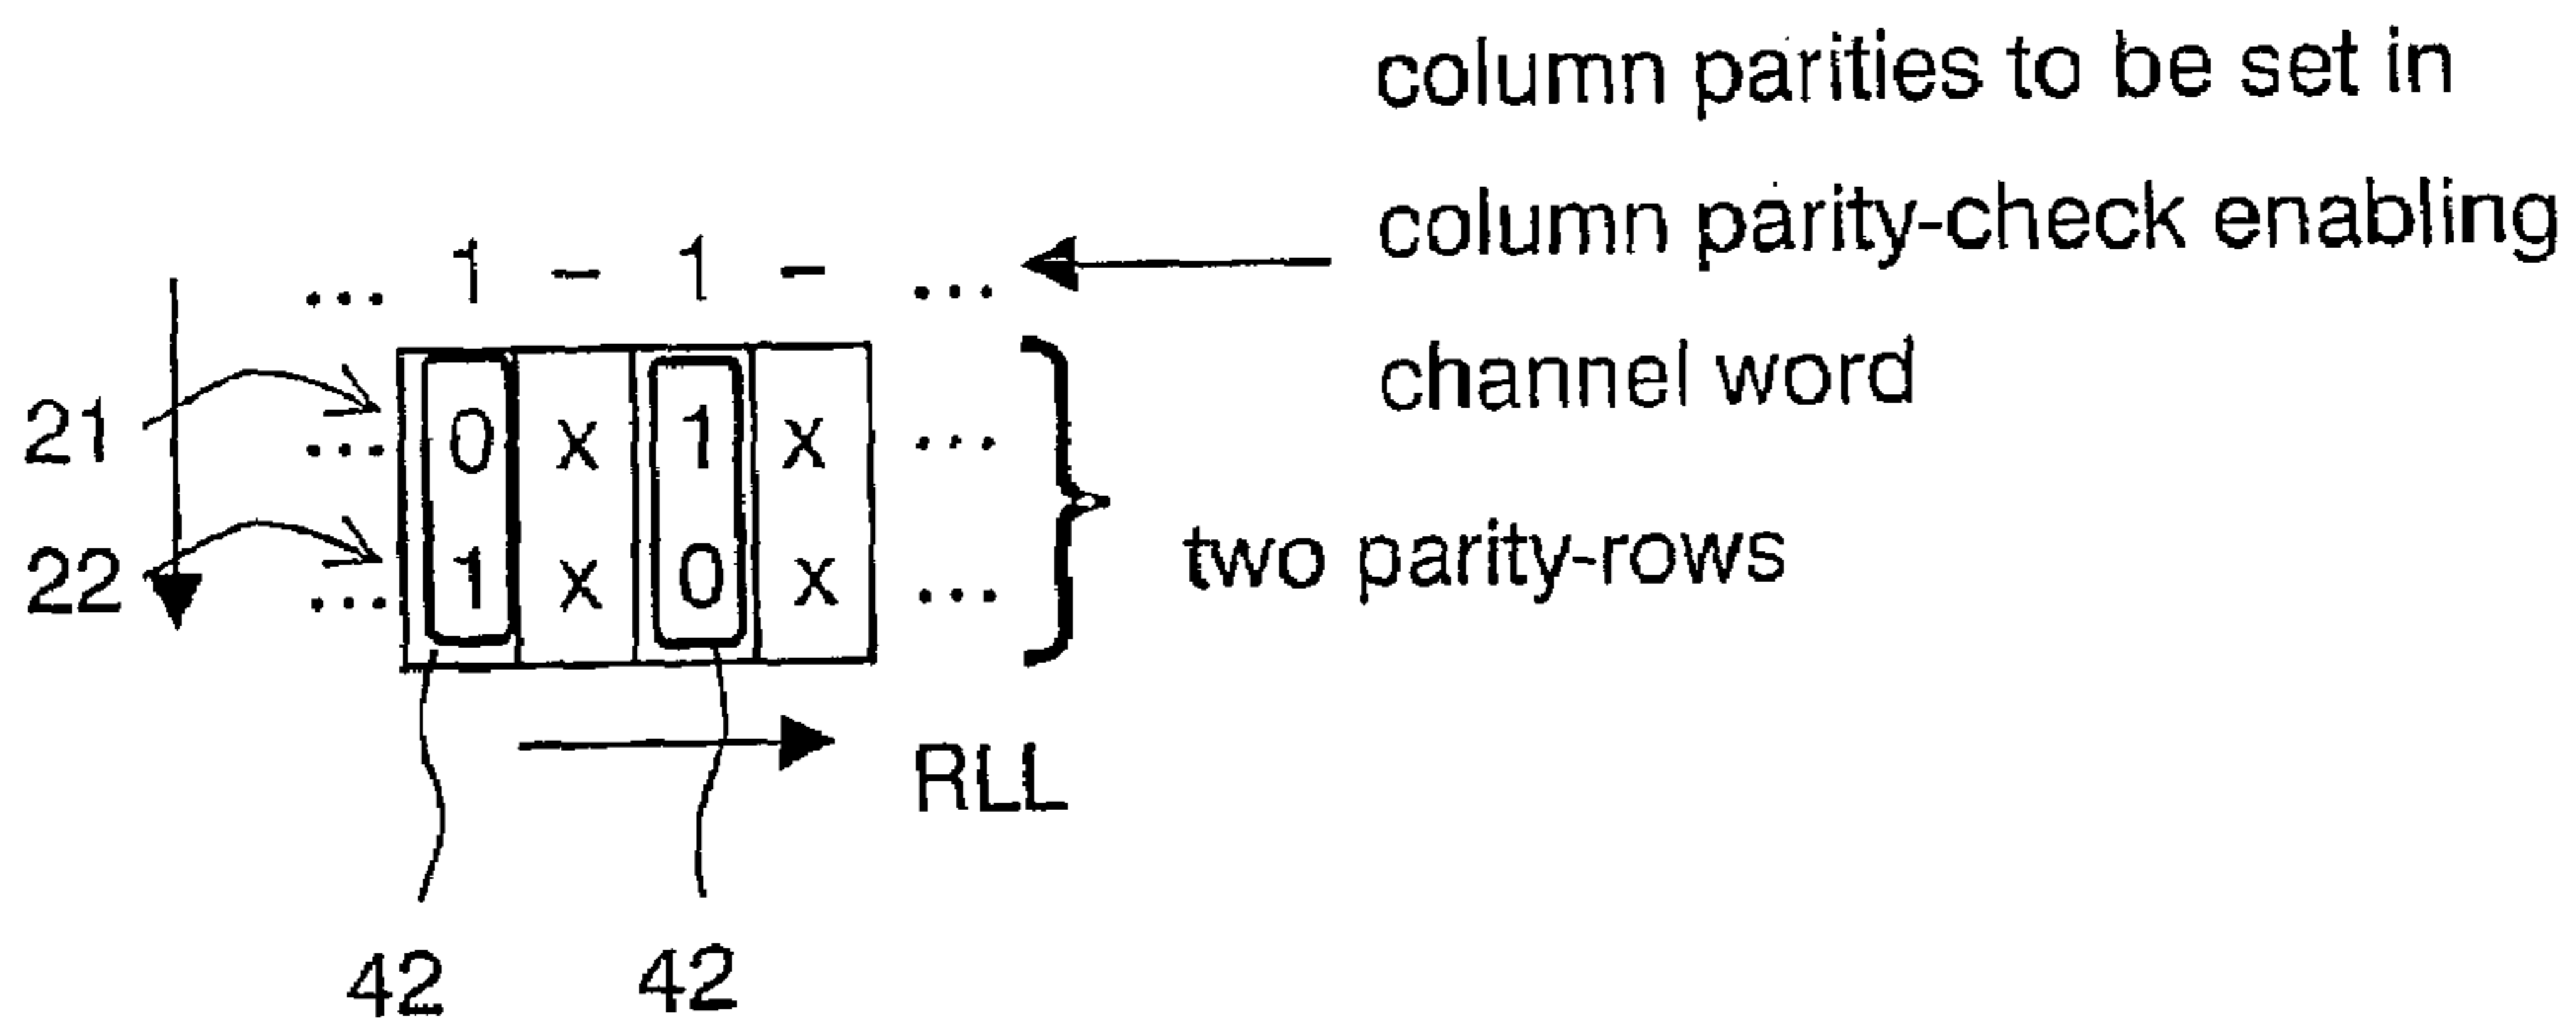 column parities to be set in
column parity-check enabling
channel word
... 1 - 1 - ...
21 ... 0 x 1 x ...
22 ... 1 x 0 x ...
two parity-rows
RLL
42 42